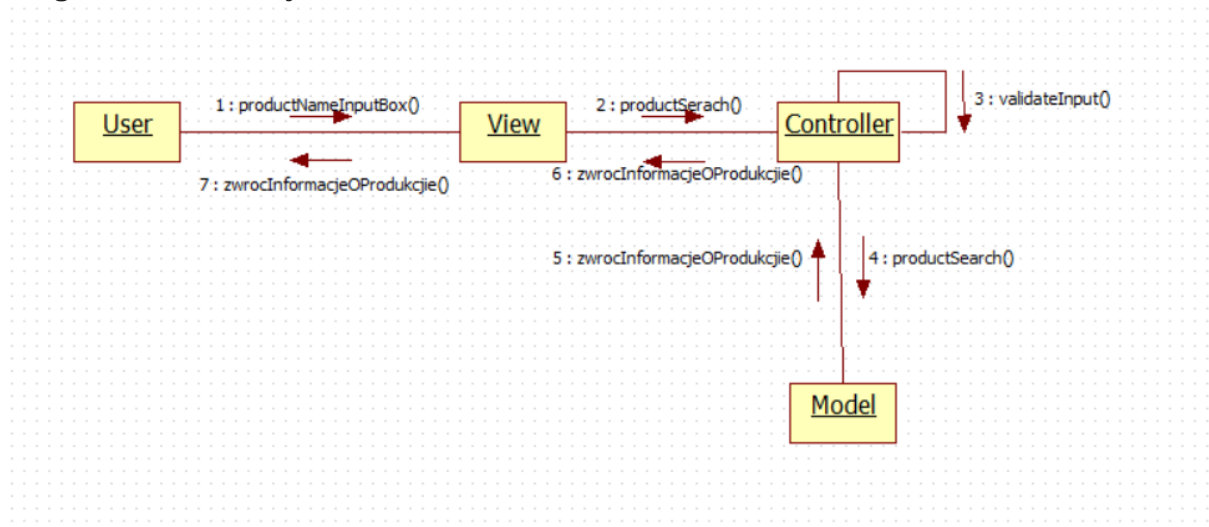 1 : productNameInputBox()
2 : productSerach()
3 : validateInput()
User
View
Controller
7 : zwrocInformacjeOProdukcjie()
6 : zwrocInformacjeOProdukcjie()
5 : zwrocInformacjeOProdukcjie()
4 : productSearch()
Model